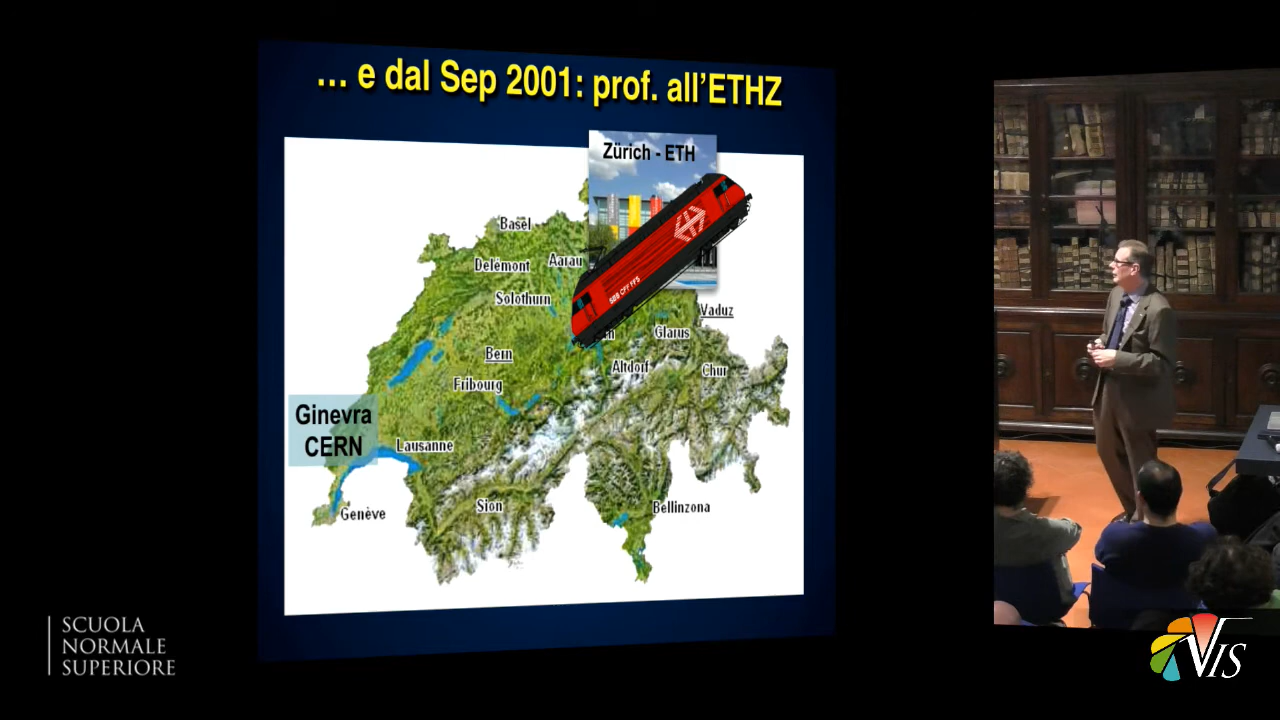 … e dal Sep 2001: prof. all'ETHZ
Zürich - ETH
Basel
Delémont
Aarau
SBB CFF FFS
Solothurn
Vaduz
Glarus
Bern
Altdorf
Chur
Fribourg
Ginevra
CERN
Lausanne
Sion
Bellinzona
Genève
SCUOLA
NORMALE
SUPERIORE
VIS